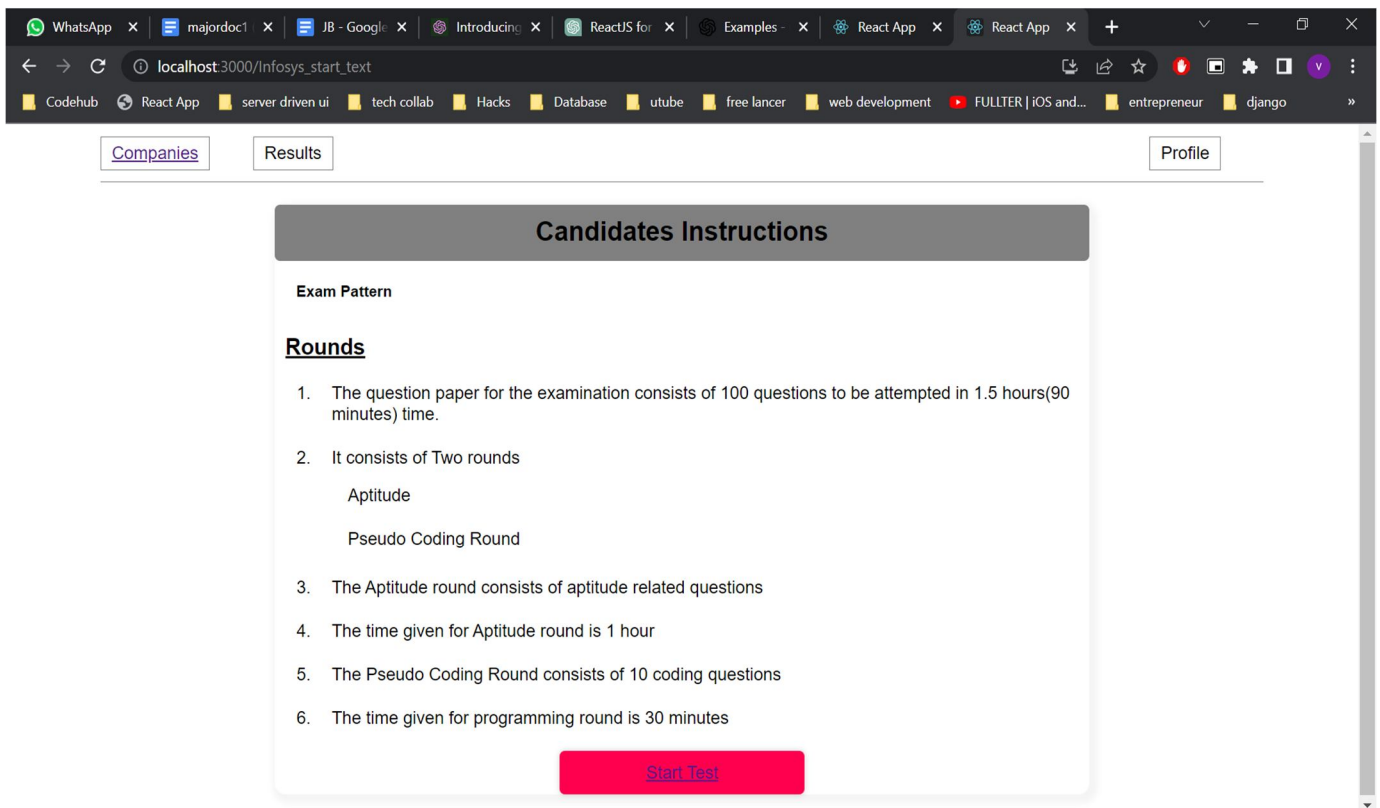 WhatsApp majordoc1 JB - Google Introducing ReactJS for Examples - React App React App
localhost:3000/Infosys_start_text
Codehub React App server driven ui tech collab Hacks Database utube free lancer web development FULLTER | iOS and... entrepreneur django »
V
Companies Results Profile
Candidates Instructions
Exam Pattern
Rounds
1. The question paper for the examination consists of 100 questions to be attempted in 1.5 hours(90
minutes) time.
2. It consists of Two rounds
Aptitude
Pseudo Coding Round
3. The Aptitude round consists of aptitude related questions
4. The time given for Aptitude round is 1 hour
5. The Pseudo Coding Round consists of 10 coding questions
6. The time given for programming round is 30 minutes
Start Test